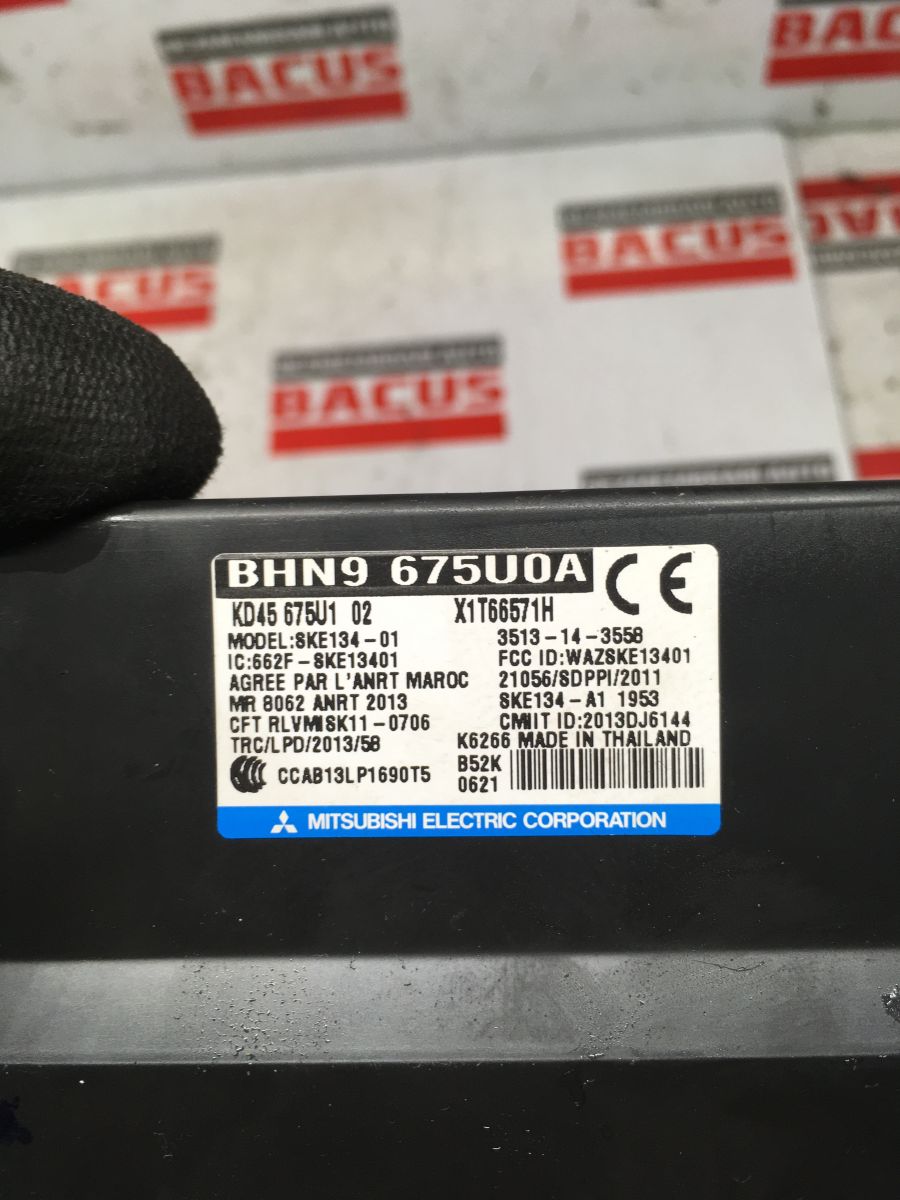 BACUS
BAC
BACUS
BACUS
BACUS
BACUS
BHN9 675U0A CE
KD45 675U1 02 X1T66571H
MODEL:SKE134-01 3513-14-3558
IC:662F-SKE13401 FCC ID:WAZSKE13401
AGREE PAR L'ANRT MAROC 21056/SDPPI/2011
MR 8062 ANRT 2013 SKE134-A1 1953
CFT RLVMISK11-0706 CMIIT ID:2013DJ6144
TRC/LPD/2013/58 K6266 MADE IN THAILAND
CCC CCAB13LP1690T5 B52K
0621
MITSUBISHI ELECTRIC CORPORATION